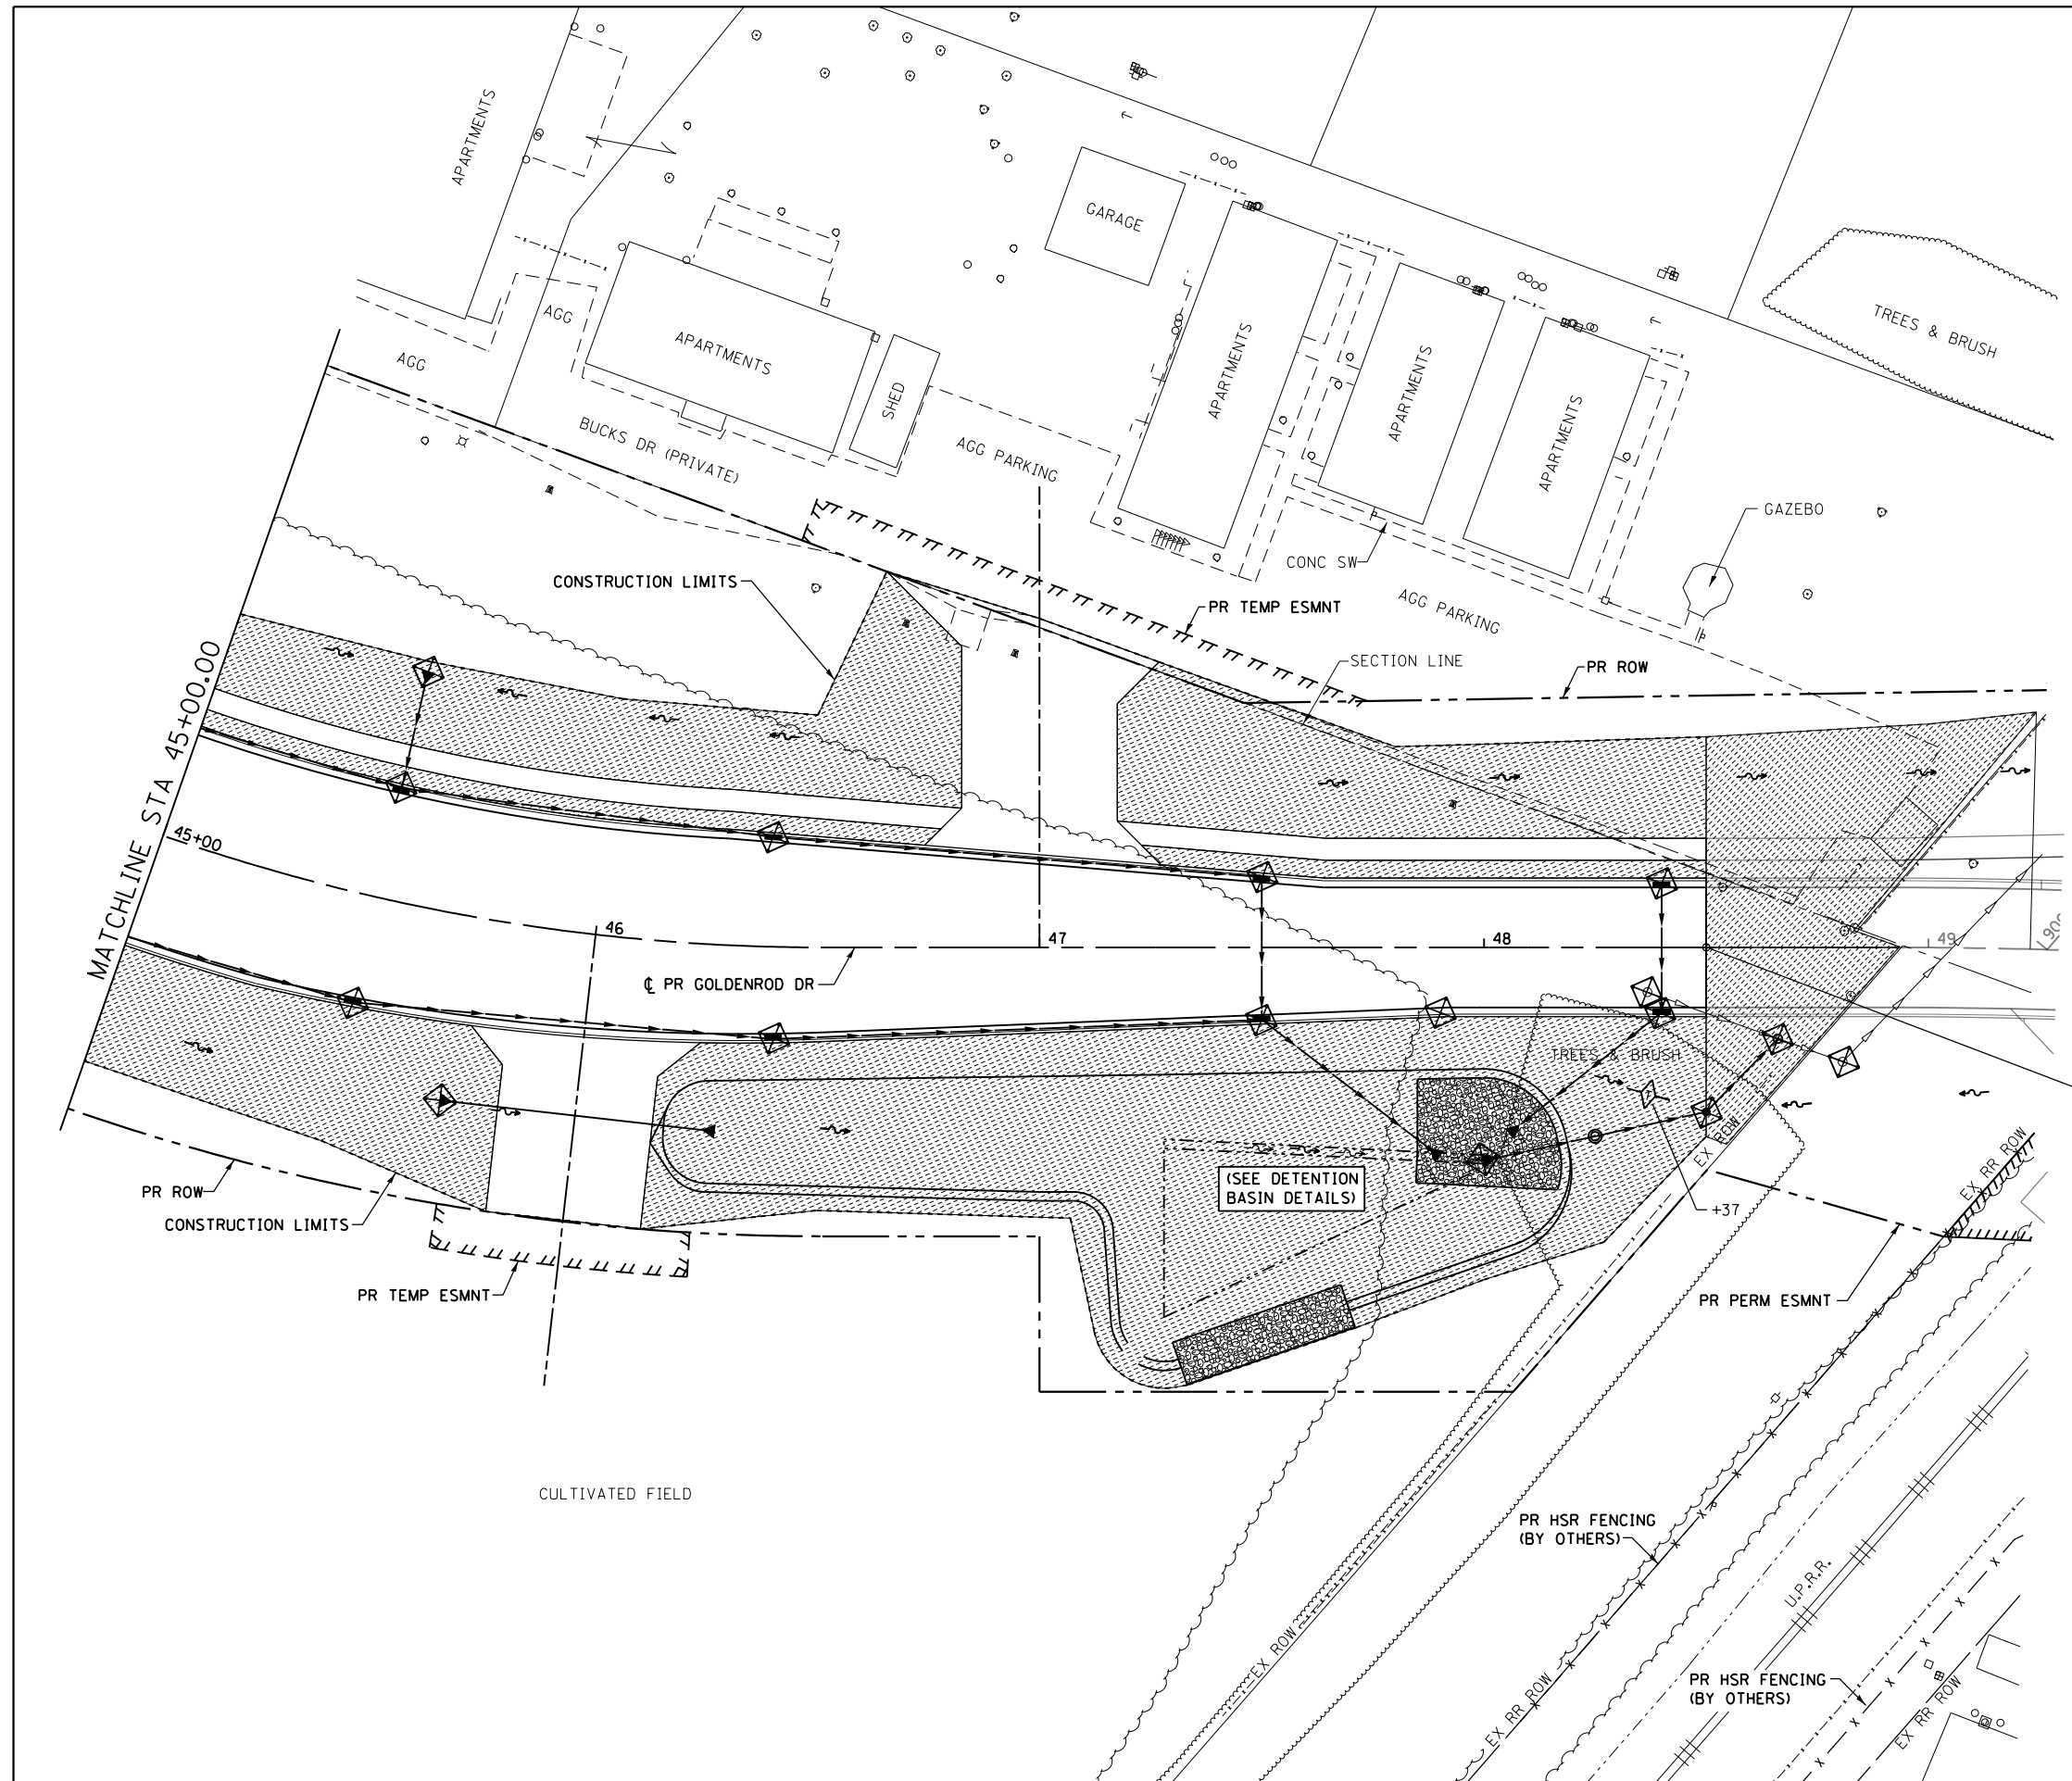 APARTMENTS
GARAGE
TREES & BRUSH
AGG
AGG
APARTMENTS
SHED
APARTMENTS
APARTMENTS
APARTMENTS
BUCKS DR (PRIVATE)
AGG PARKING
GAZEBO
CONC SW
AGG PARKING
CONSTRUCTION LIMITS
PR TEMP ESMNT
SECTION LINE
PR ROW
MATCHLINE STA 45+00.00
45+00
46
47
48
49
L90
℄ PR GOLDENROD DR
TREES & BRUSH
EX ROW
(SEE DETENTION
BASIN DETAILS)
+37
EX RR ROW
PR ROW
CONSTRUCTION LIMITS
PR TEMP ESMNT
PR PERM ESMNT
CULTIVATED FIELD
PR HSR FENCING
(BY OTHERS)
U.P.R.R.
EX ROW
EX RR ROW
PR HSR FENCING
(BY OTHERS)
EX RR ROW